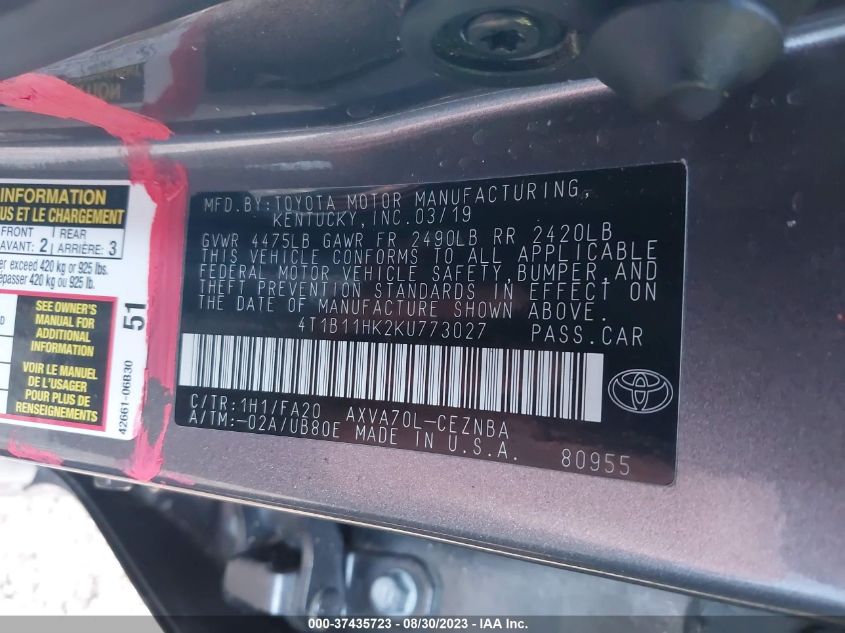 INFORMATION
US ET LE CHARGEMENT
FRONT
AVANT: 2
REAR
ARRIÈRE: 3
er exceed 420 kg or 925 lbs.
épasser 420 kg ou 925 lb.
SEE OWNER'S
MANUAL FOR
ADDITIONAL
INFORMATION
VOIR LE MANUEL
DE L'USAGER
POUR PLUS DE
RENSEIGNEMENTS
51
42661-06B30
MFD. BY: TOYOTA MOTOR MANUFACTURING,
KENTUCKY, INC. 03/19
GVWR 4475LB GAWR FR 2490LB RR 2420LB
THIS VEHICLE CONFORMS TO ALL APPLICABLE
FEDERAL MOTOR VEHICLE SAFETY, BUMPER, AND
THEFT PREVENTION STANDARDS IN EFFECT ON
THE DATE OF MANUFACTURE SHOWN ABOVE.
4T1B11HK2KU773027 PASS.CAR
C/TR:1H1/FA20 AXVA70L-CEZNBA
A/TM:-02A/UB80E MADE IN U.S.A.
80955
000-37435723 - 08/30/2023 - IAA Inc.